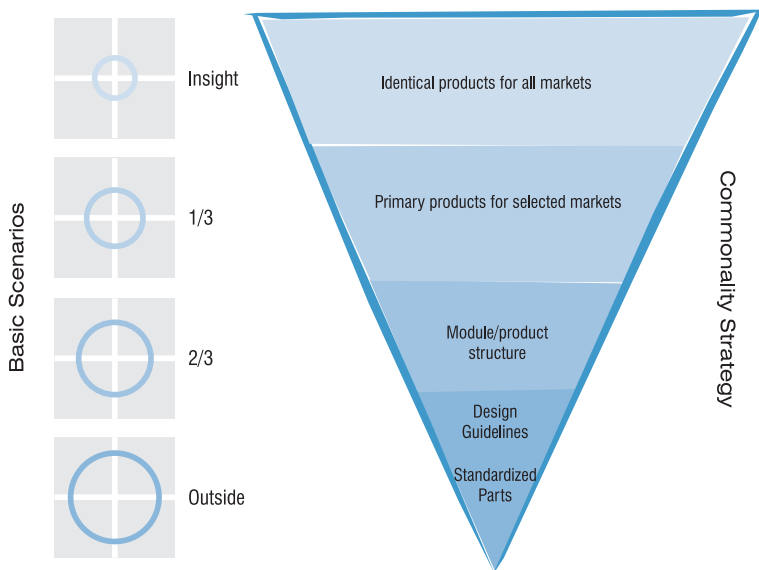 Basic Scenarios
Insight
1/3
2/3
Outside
Identical products for all markets
Primary products for selected markets
Module/product
structure
Design
Guidelines
Standardized
Parts
Commonality Strategy